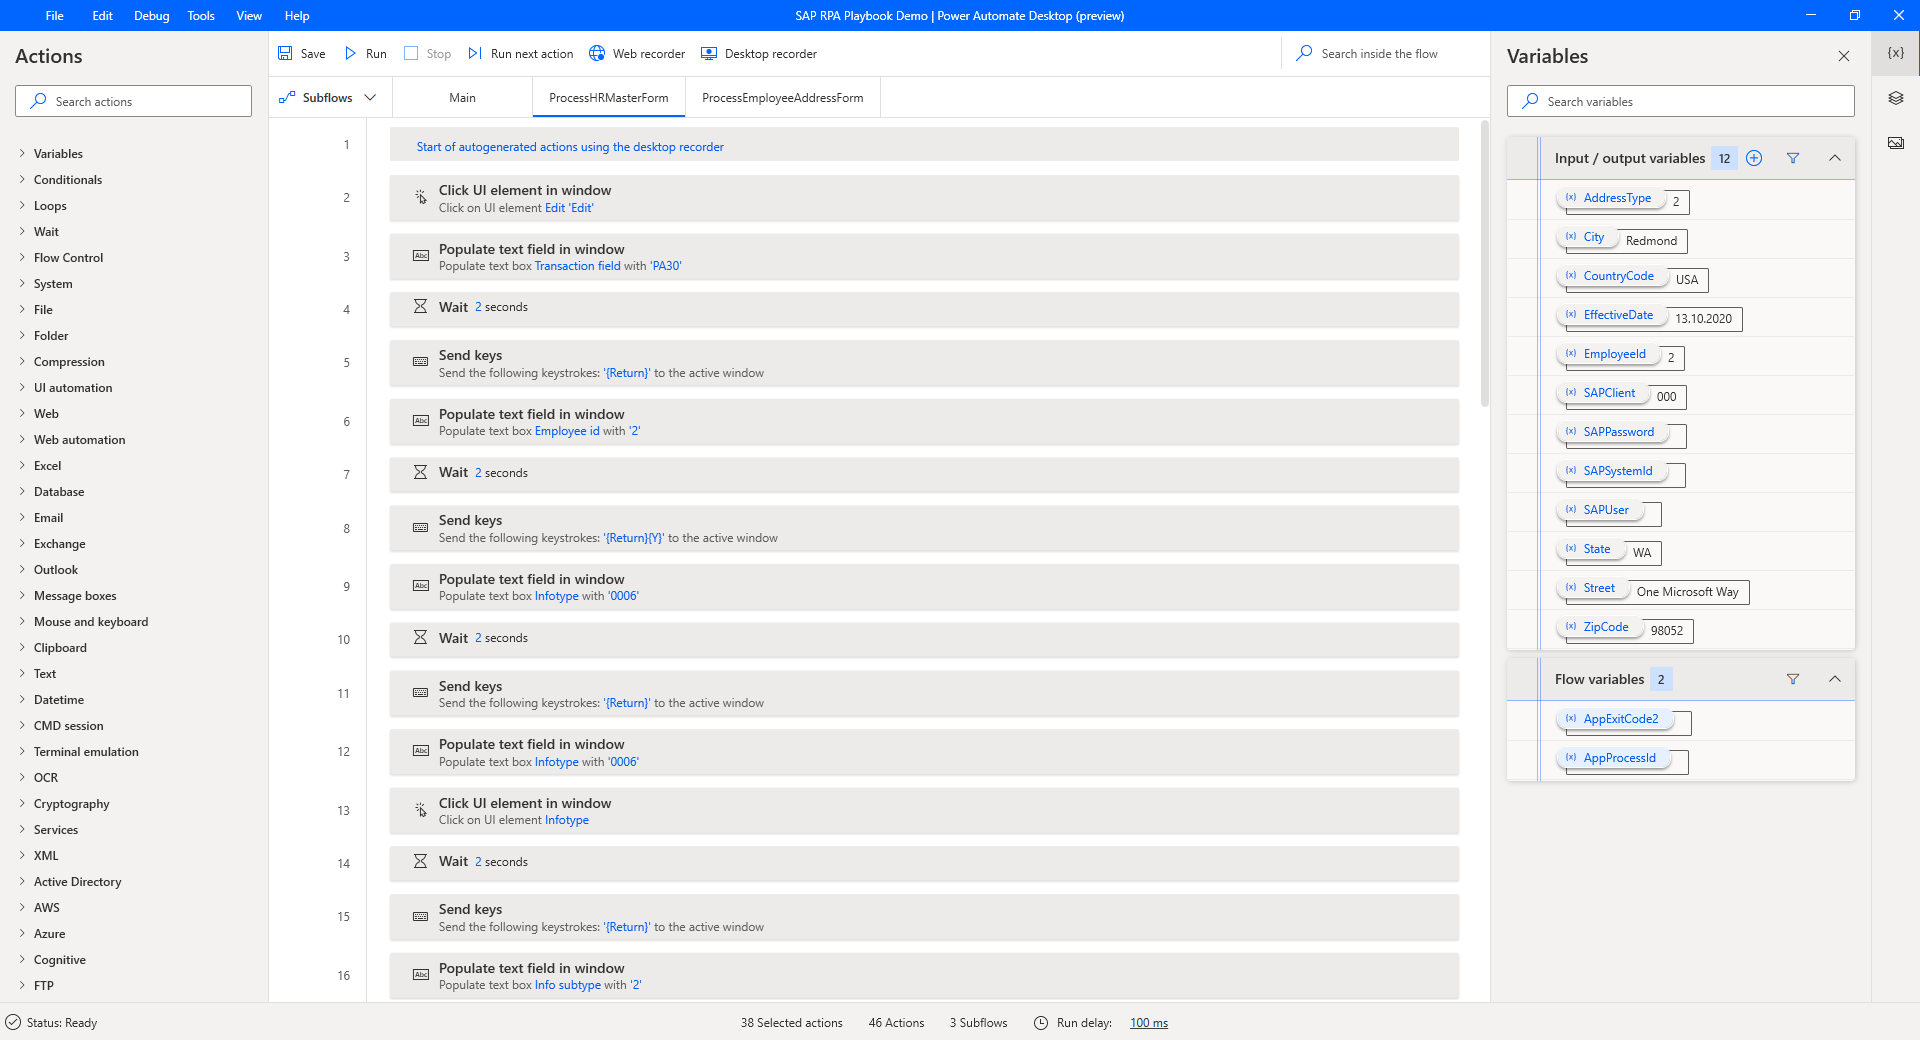 File Edit Debug Tools View Help
SAP RPA Playbook Demo | Power Automate Desktop (preview)
Actions
Search actions
Variables
Conditionals
Loops
Wait
Flow Control
System
File
Folder
Compression
UI automation
Web
Web automation
Excel
Database
Email
Exchange
Outlook
Message boxes
Mouse and keyboard
Clipboard
Text
Datetime
CMD session
Terminal emulation
OCR
Cryptography
Services
XML
Active Directory
AWS
Azure
Cognitive
FTP
Save Run Stop Run next action Web recorder Desktop recorder
Search inside the flow
Subflows Main ProcessHRMasterForm ProcessEmployeeAddressForm
1 Start of autogenerated actions using the desktop recorder
2 Click UI element in window
Click on UI element Edit 'Edit'
3 Populate text field in window
Populate text box Transaction field with 'PA30'
4 Wait 2 seconds
5 Send keys
Send the following keystrokes: '{Return}' to the active window
6 Populate text field in window
Populate text box Employee id with '2'
7 Wait 2 seconds
8 Send keys
Send the following keystrokes: '{Return}{Y}' to the active window
9 Populate text field in window
Populate text box Infotype with '0006'
10 Wait 2 seconds
11 Send keys
Send the following keystrokes: '{Return}' to the active window
12 Populate text field in window
Populate text box Infotype with '0006'
13 Click UI element in window
Click on UI element Infotype
14 Wait 2 seconds
15 Send keys
Send the following keystrokes: '{Return}' to the active window
16 Populate text field in window
Populate text box Info subtype with '2'
Variables
{x}
Search variables
Input / output variables 12
(x) AddressType 2
(x) City Redmond
(x) CountryCode USA
(x) EffectiveDate 13.10.2020
(x) EmployeeId 2
(x) SAPClient 000
(x) SAPPassword
(x) SAPSystemId
(x) SAPUser
(x) State WA
(x) Street One Microsoft Way
(x) ZipCode 98052
Flow variables 2
(x) AppExitCode2
(x) AppProcessId
Status: Ready
38 Selected actions 46 Actions 3 Subflows Run delay: 100 ms